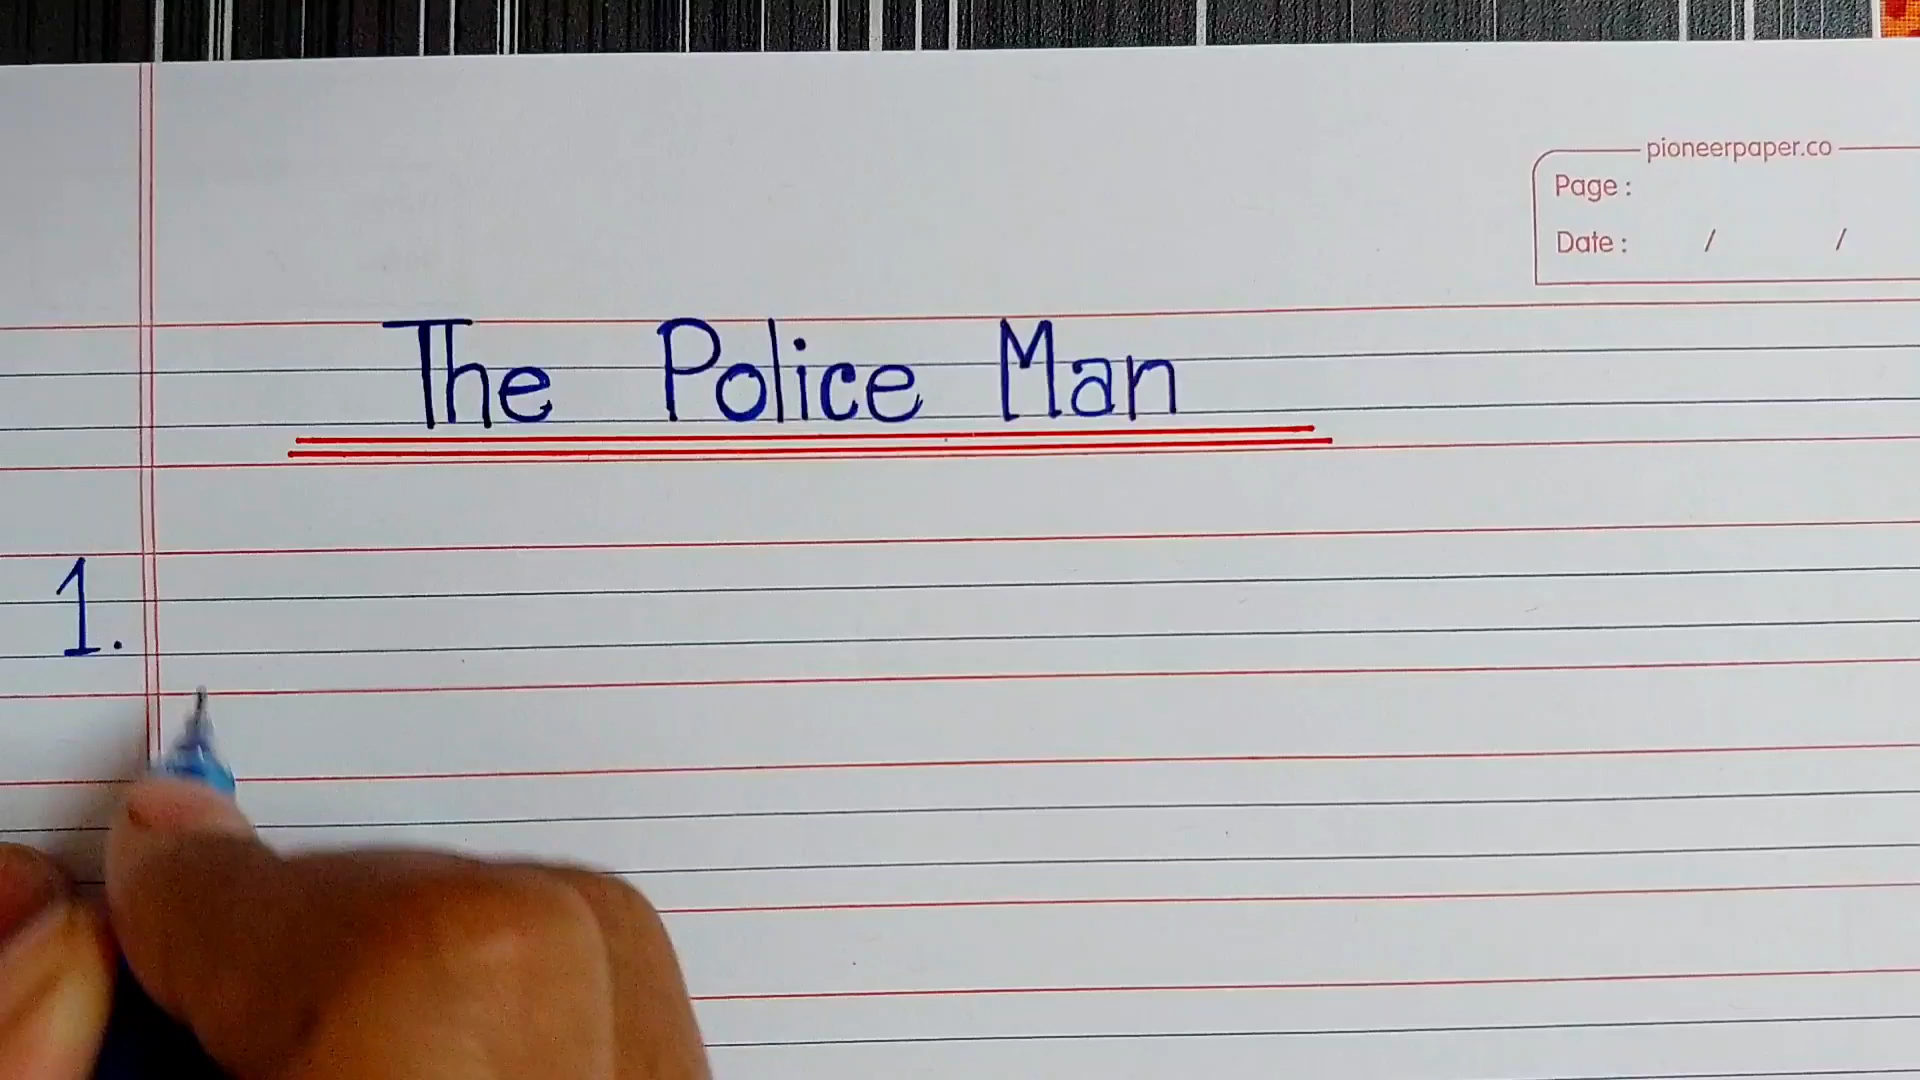 pioneerpaper.co
Page :
Date : / /
The Police Man
1.